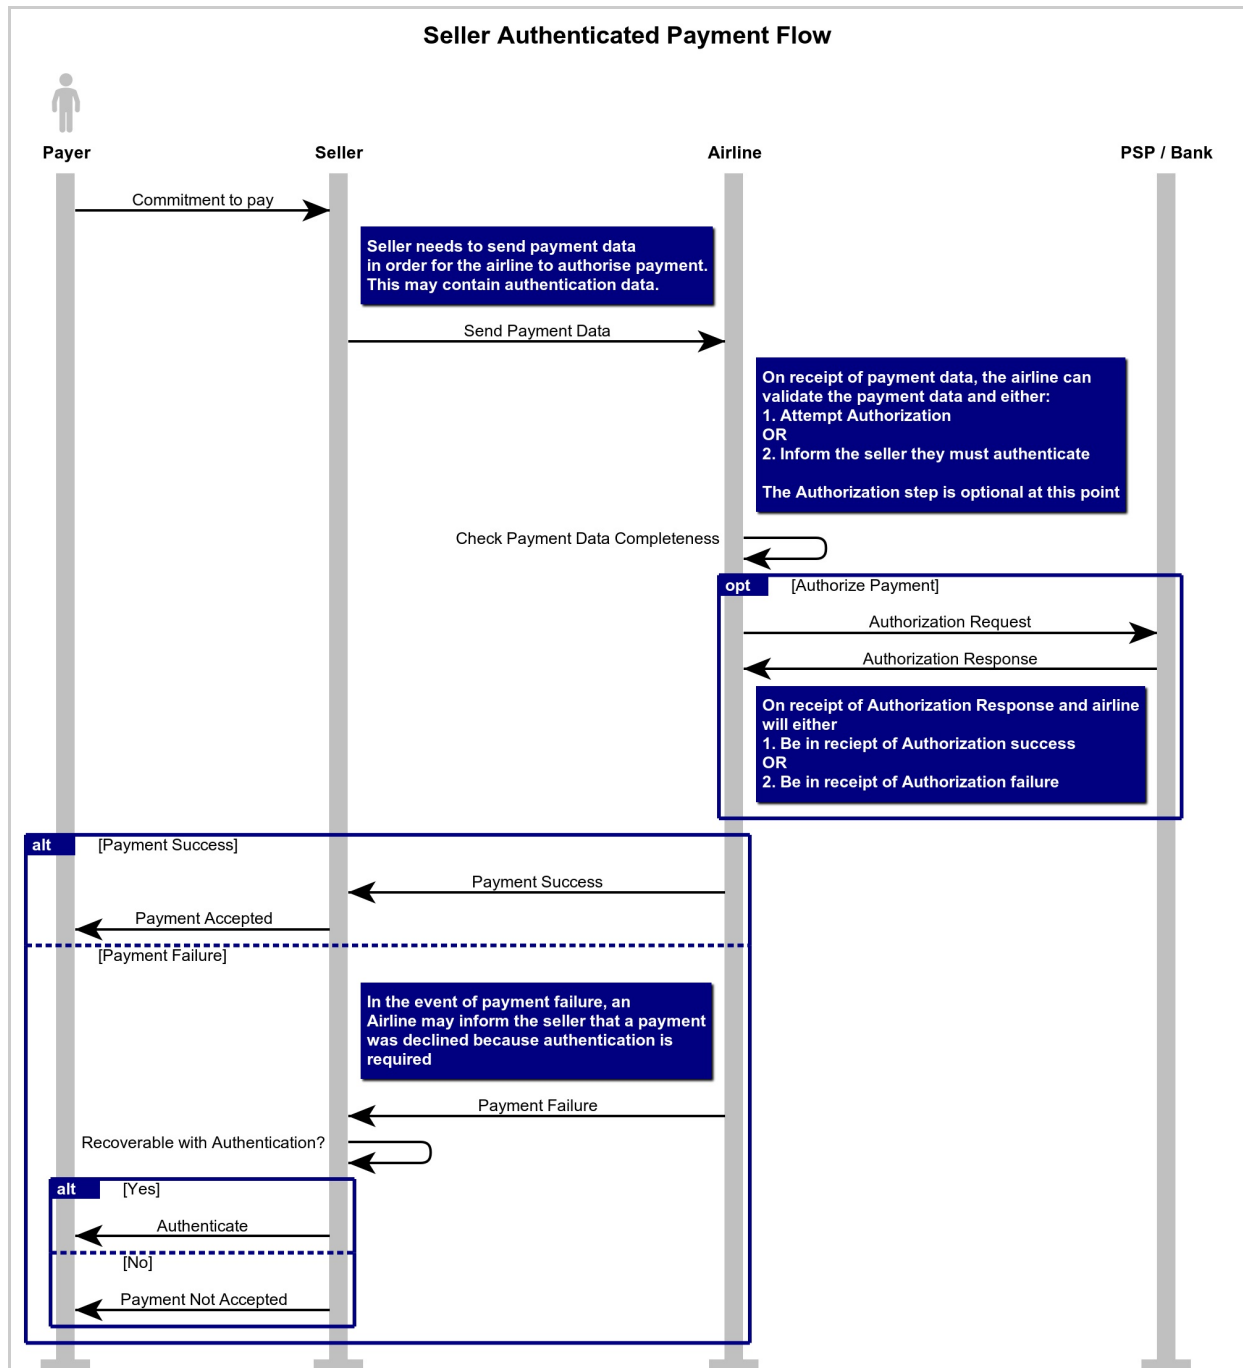 Seller Authenticated Payment Flow
Payer
Seller
Airline
PSP / Bank
Commitment to pay
Seller needs to send payment data
in order for the airline to authorise payment.
This may contain authentication data.
Send Payment Data
On receipt of payment data, the airline can
validate the payment data and either:
1. Attempt Authorization
OR
2. Inform the seller they must authenticate
The Authorization step is optional at this point
Check Payment Data Completeness
opt
[Authorize Payment]
Authorization Request
Authorization Response
On receipt of Authorization Response and airline
will either
1. Be in reciept of Authorization success
OR
2. Be in receipt of Authorization failure
alt
[Payment Success]
Payment Success
Payment Accepted
[Payment Failure]
In the event of payment failure, an
Airline may inform the seller that a payment
was declined because authentication is
required
Payment Failure
Recoverable with Authentication?
alt
[Yes]
Authenticate
[No]
Payment Not Accepted